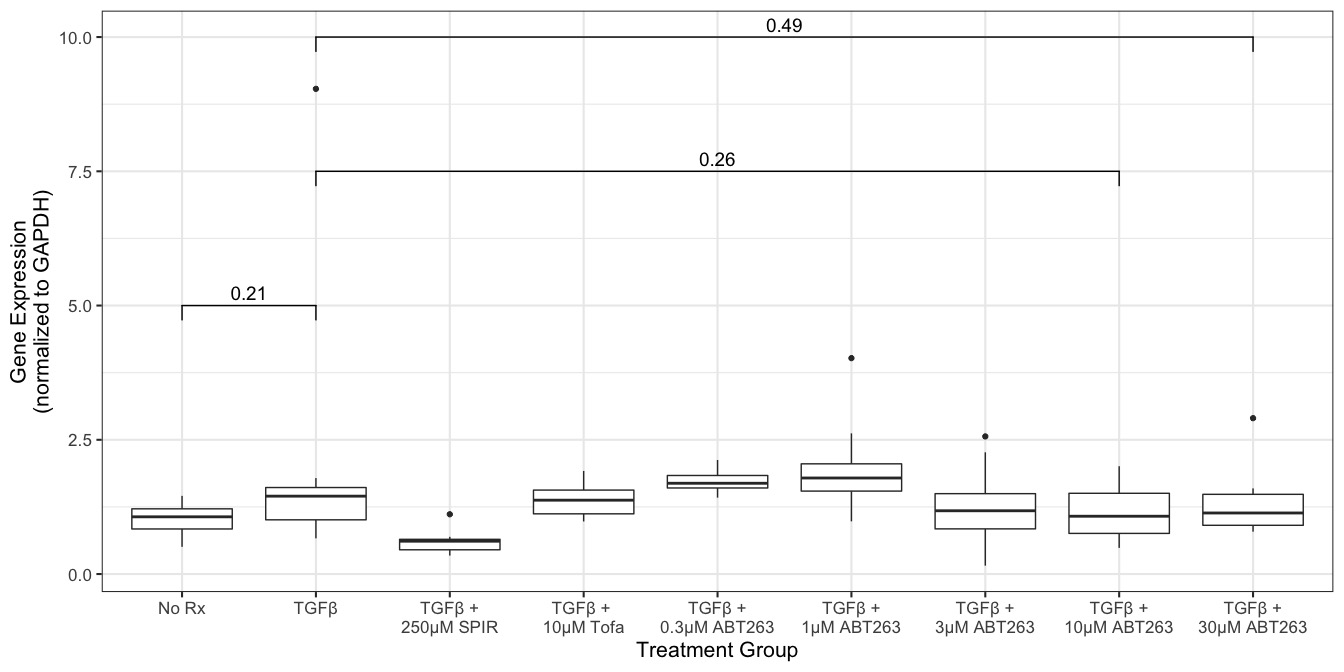 Gene Expression
(normalized to GAPDH)
10.0
7.5
5.0
2.5
0.0
0.49
0.26
0.21
No Rx
TGFβ
TGFβ +
250μM SPIR
TGFβ +
10μM Tofa
TGFβ +
0.3μM ABT263
TGFβ +
1μM ABT263
TGFβ +
3μM ABT263
TGFβ +
10μM ABT263
TGFβ +
30μM ABT263
Treatment Group